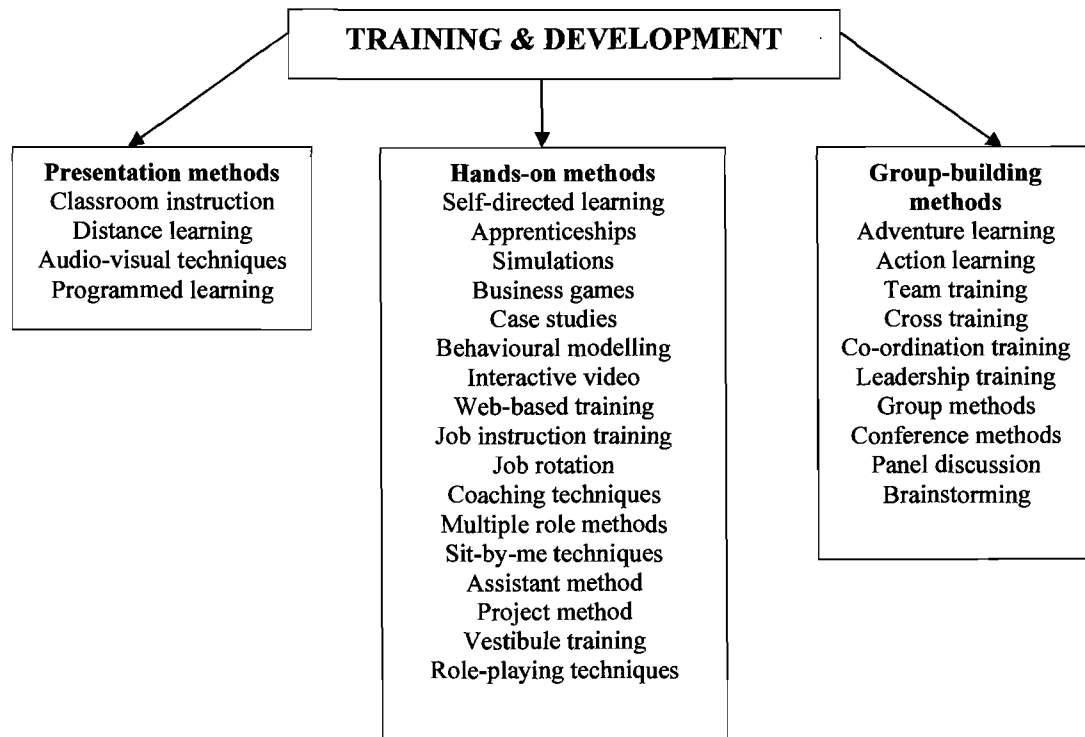 TRAINING & DEVELOPMENT
Presentation methods
Classroom instruction
Distance learning
Audio-visual techniques
Programmed learning
Hands-on methods
Self-directed learning
Apprenticeships
Simulations
Business games
Case studies
Behavioural modelling
Interactive video
Web-based training
Job instruction training
Job rotation
Coaching techniques
Multiple role methods
Sit-by-me techniques
Assistant method
Project method
Vestibule training
Role-playing techniques
Group-building
methods
Adventure learning
Action learning
Team training
Cross training
Co-ordination training
Leadership training
Group methods
Conference methods
Panel discussion
Brainstorming